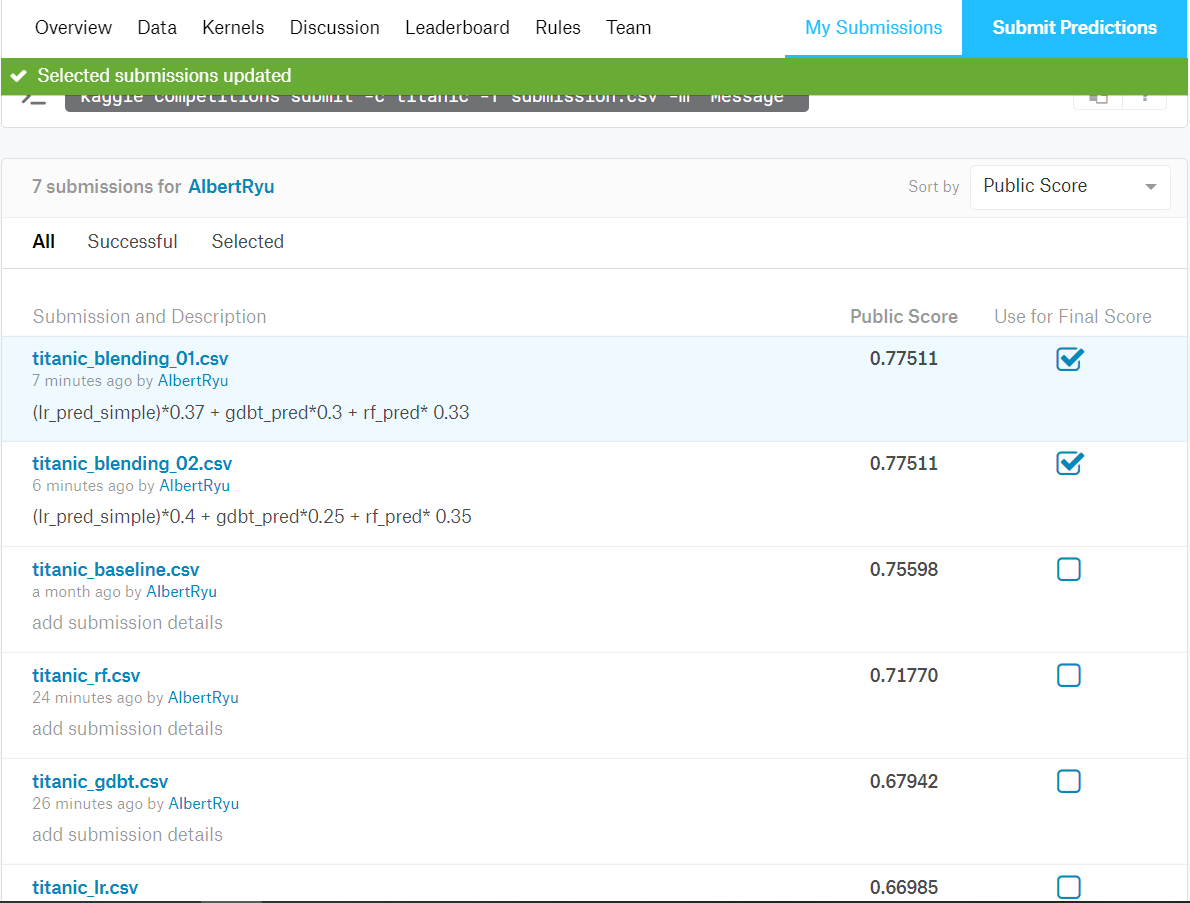 Overview Data Kernels Discussion Leaderboard Rules Team My Submissions Submit Predictions
Selected submissions updated
kaggle competitions submit -c titanic -f submission.csv -m "Message"
7 submissions for AlbertRyu Sort by Public Score
All Successful Selected
Submission and Description Public Score Use for Final Score
titanic_blending_01.csv 0.77511
7 minutes ago by AlbertRyu
(lr_pred_simple)*0.37 + gdbt_pred*0.3 + rf_pred* 0.33
titanic_blending_02.csv 0.77511
6 minutes ago by AlbertRyu
(lr_pred_simple)*0.4 + gdbt_pred*0.25 + rf_pred* 0.35
titanic_baseline.csv 0.75598
a month ago by AlbertRyu
add submission details
titanic_rf.csv 0.71770
24 minutes ago by AlbertRyu
add submission details
titanic_gdbt.csv 0.67942
26 minutes ago by AlbertRyu
add submission details
titanic_lr.csv 0.66985